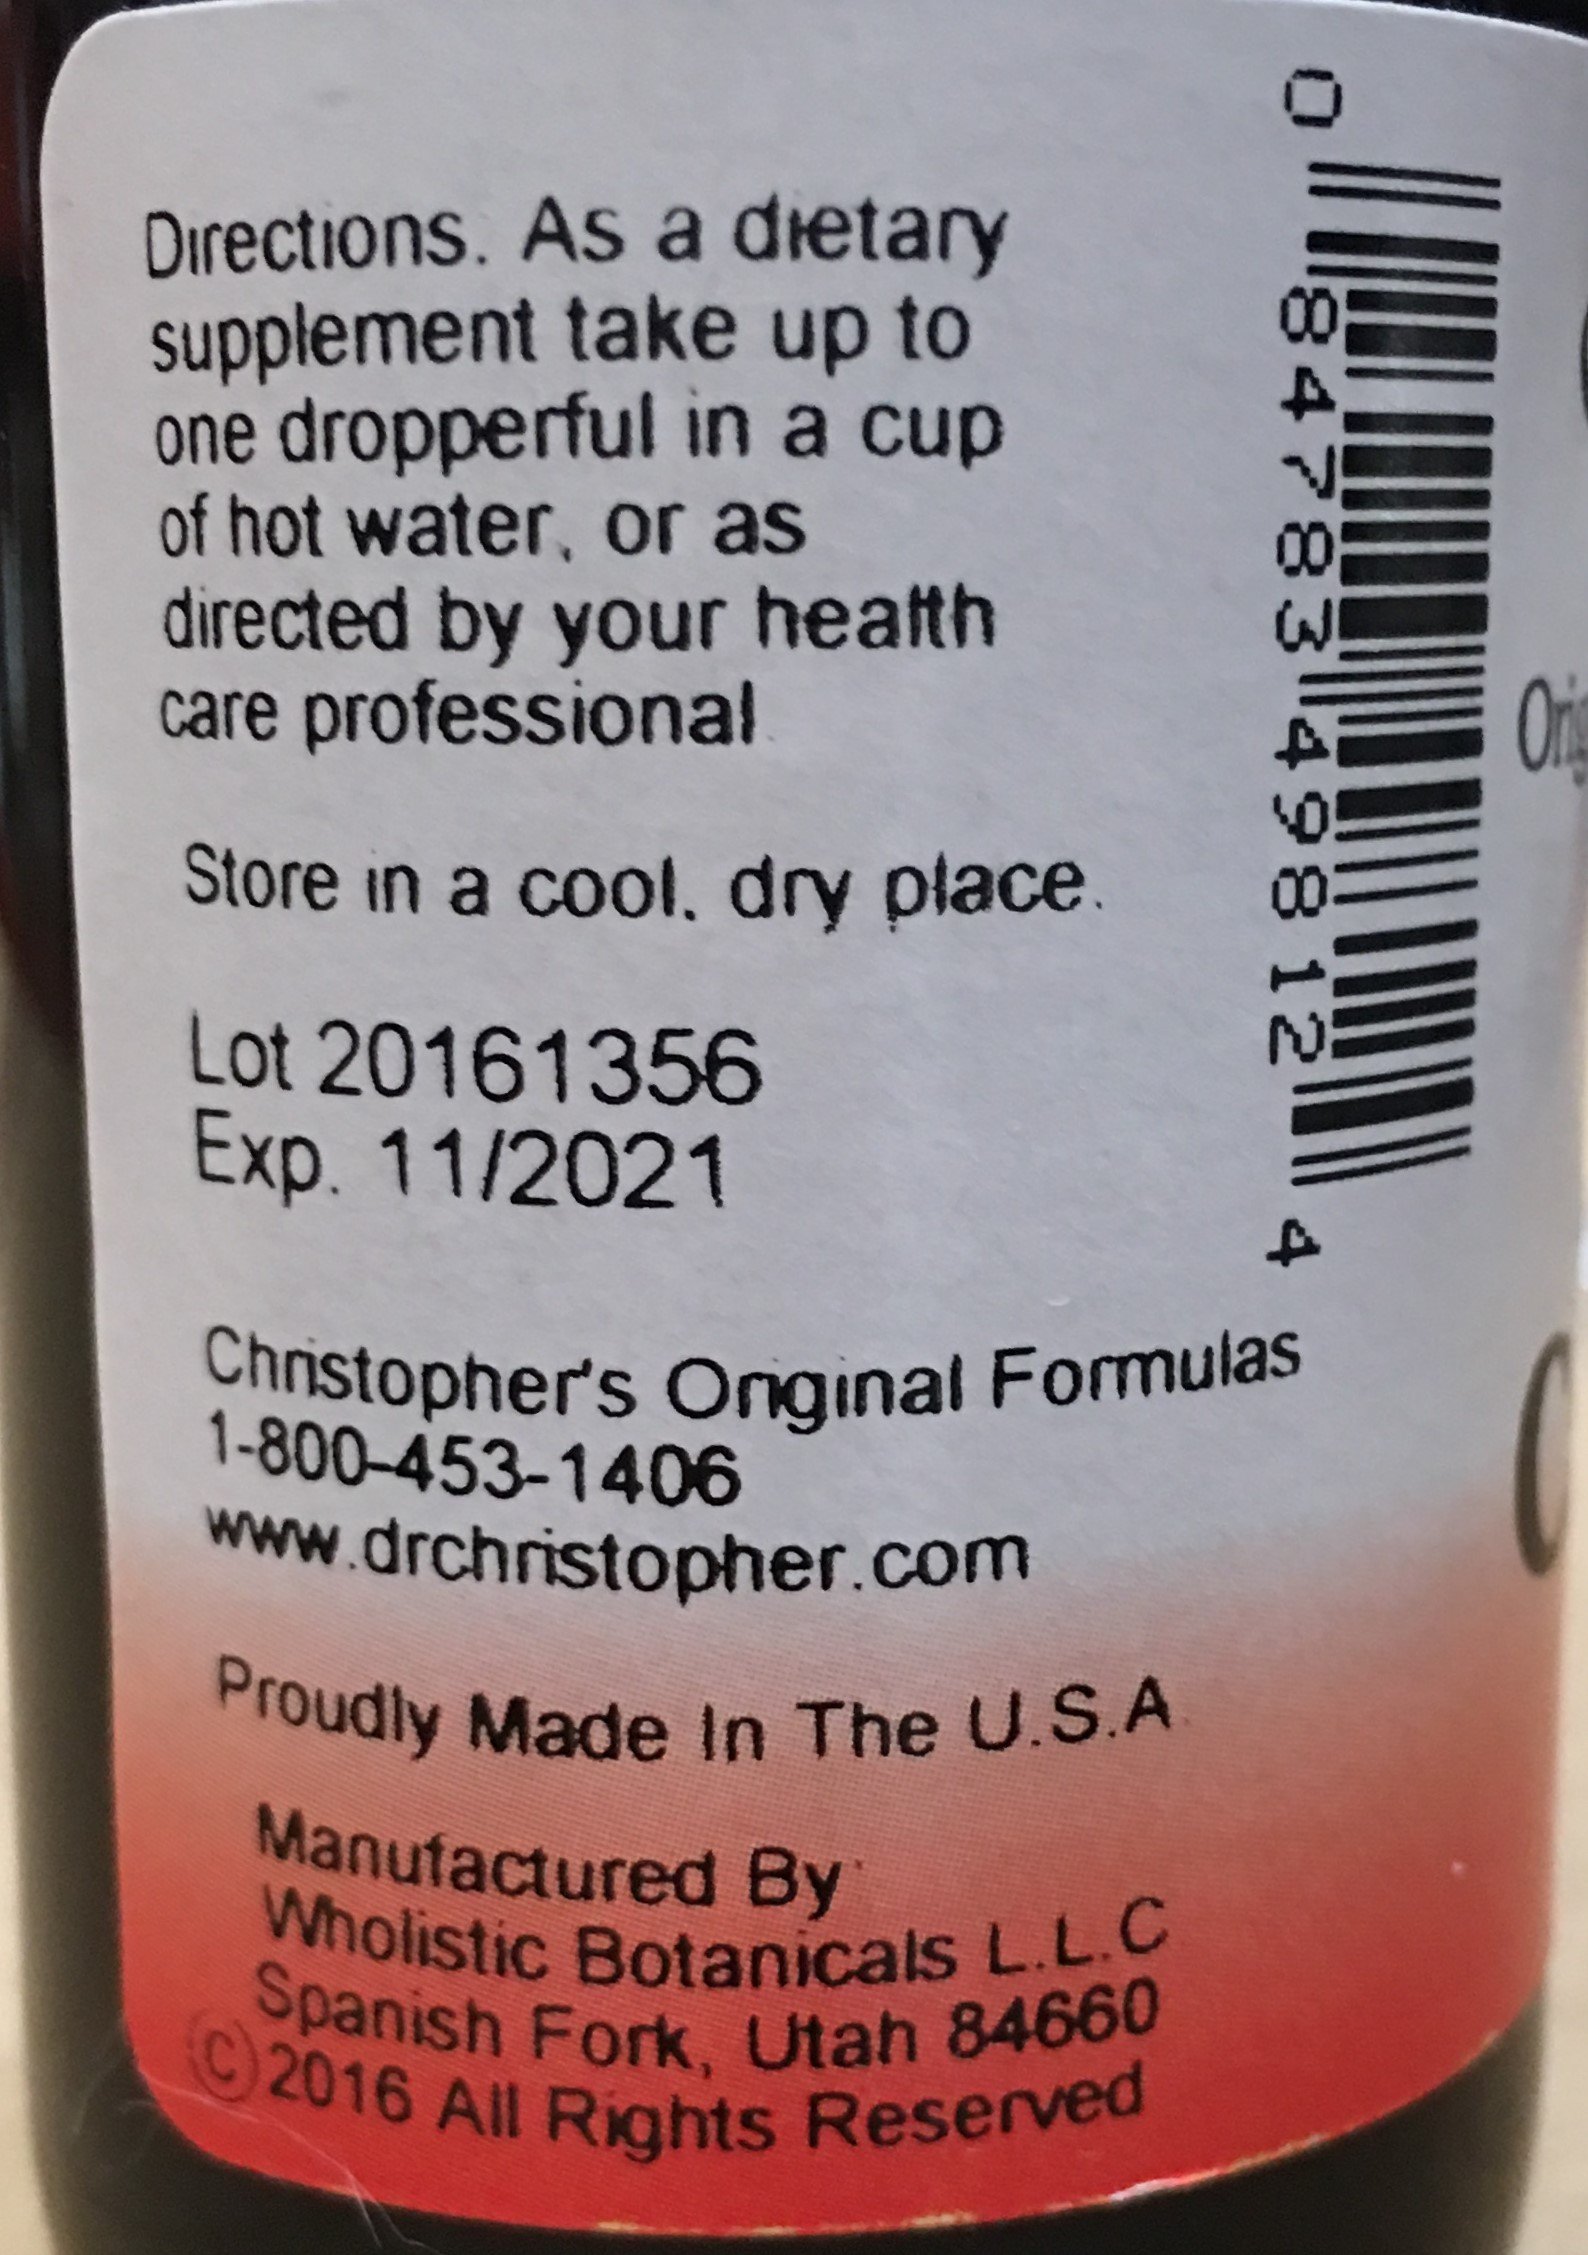 Directions. As a dietary
supplement take up to
one dropperful in a cup
of hot water, or as
directed by your health
care professional
Store in a cool, dry place.
Lot 20161356
Exp. 11/2021
Christopher's Original Formulas
1-800-453-1406
www.drchristopher.com
Proudly Made In The U.S.A.
Manufactured By:
Wholistic Botanicals L.L.C
Spanish Fork, Utah 84660
©2016 All Rights Reserved
0 84783 49812 4